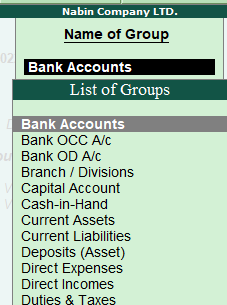 Nabin Company LTD.
Name of Group
Bank Accounts
List of Groups
Bank Accounts
Bank OCC A/c
Bank OD A/c
Branch / Divisions
Capital Account
Cash-in-Hand
Current Assets
Current Liabilities
Deposits (Asset)
Direct Expenses
Direct Incomes
Duties & Taxes